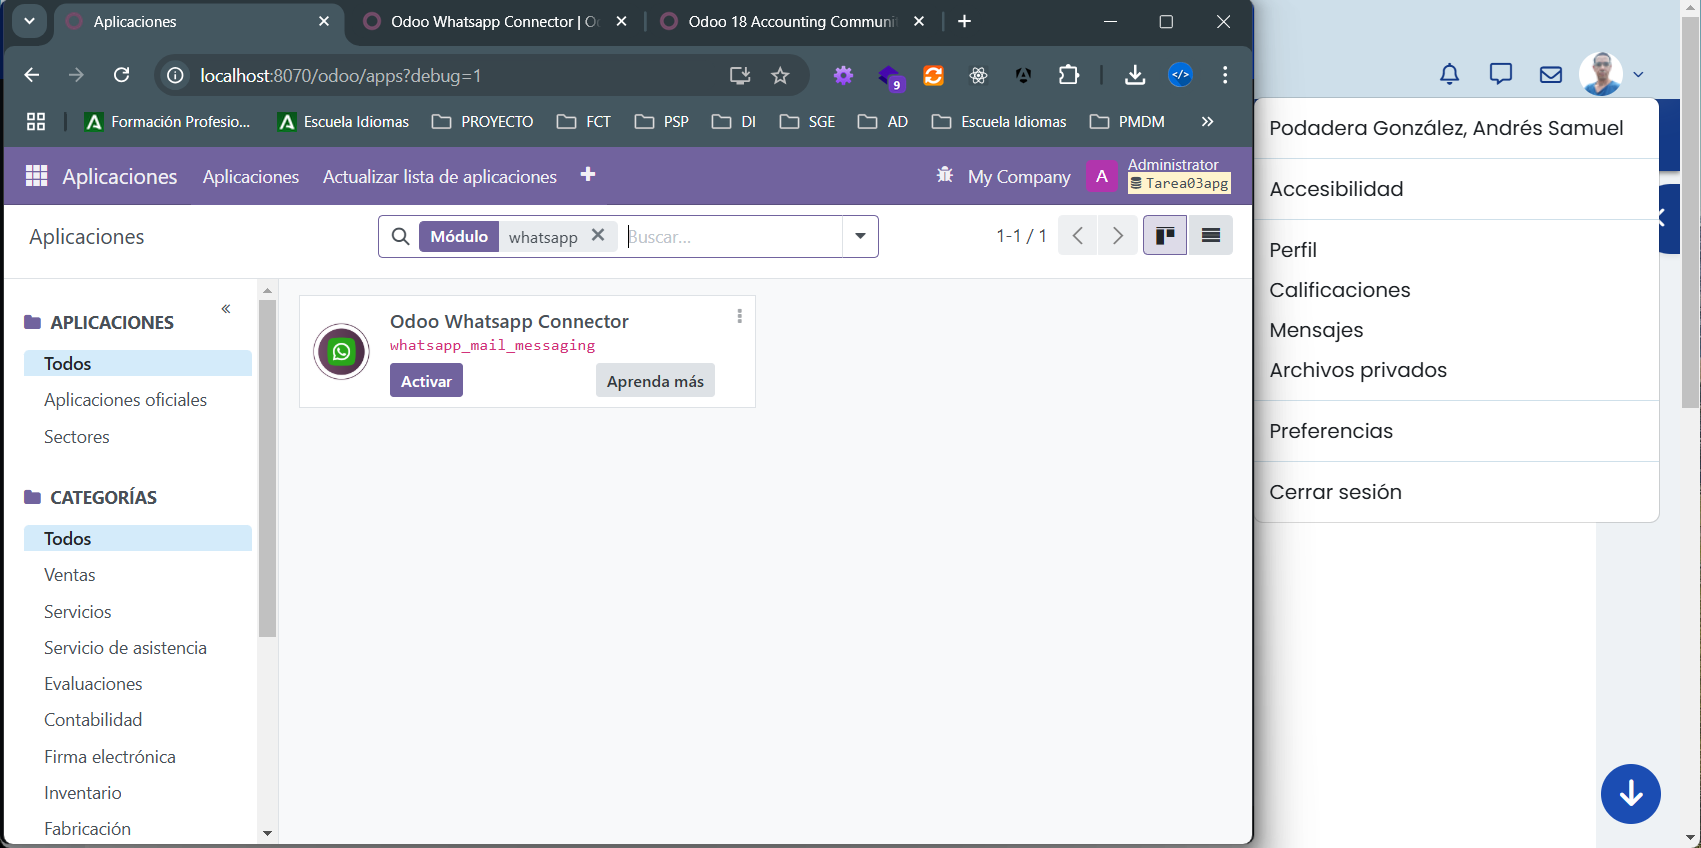 Aplicaciones
Odoo Whatsapp Connector | O
Odoo 18 Accounting Communi
localhost:8070/odoo/apps?debug=1
9
Formación Profesio...
Escuela Idiomas
PROYECTO
FCT
PSP
DI
SGE
AD
Escuela Idiomas
PMDM
Aplicaciones
Aplicaciones
Actualizar lista de aplicaciones
My Company
A
Administrator
Tarea03apg
Aplicaciones
Módulo whatsapp
Buscar...
1-1 / 1
APLICACIONES
Todos
Aplicaciones oficiales
Sectores
CATEGORÍAS
Todos
Ventas
Servicios
Servicio de asistencia
Evaluaciones
Contabilidad
Firma electrónica
Inventario
Fabricación
Odoo Whatsapp Connector
whatsapp_mail_messaging
Activar
Aprenda más
Podadera González, Andrés Samuel
Accesibilidad
Perfil
Calificaciones
Mensajes
Archivos privados
Preferencias
Cerrar sesión